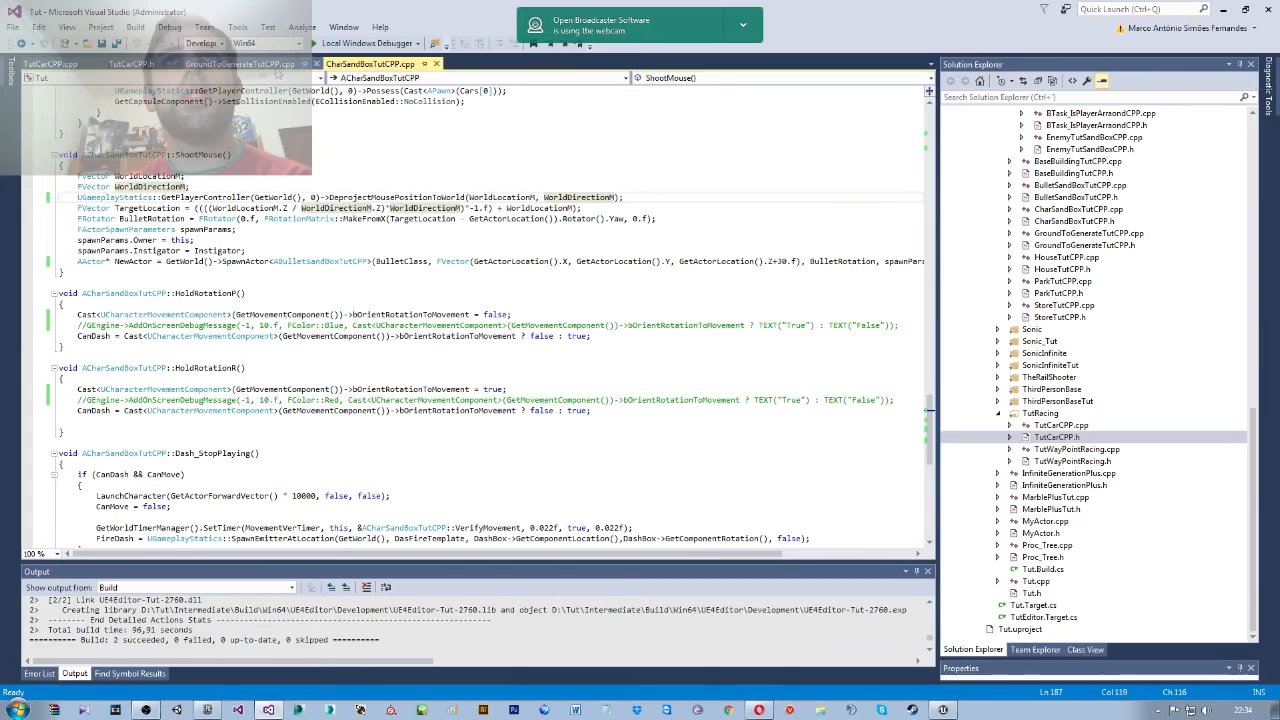 Tut - Microsoft Visual Studio
Open Broadcaster Software
is using the webcam
Quick Launch (Ctrl+Q)
File Edit View Project Build Debug Team Tools Test Analyze Window Help
Marco António Simões Fernandes
Develop Win64 Local Windows Debugger
TutCarCPP.cpp TutCarCPP.h GroundToGenerateTutCPP.cpp CharSandBoxTutCPP.cpp
Tut ACharSandBoxTutCPP ShootMouse()
UGameplayStatics::GetPlayerController(GetWorld(), 0)->Possess(Cast<APawn>(Cars[0]));
ECollisionEnabled::NoCollision);
}
}
void ACharSandBoxTutCPP::ShootMouse()
{
FVector WorldLocationM;
FVector WorldDirectionM;
UGameplayStatics::GetPlayerController(GetWorld(), 0)->DeprojectMousePositionToWorld(WorldLocationM, WorldDirectionM);
FVector TargetLocation = ((((WorldLocationM.Z / WorldDirectionM.Z)*WorldDirectionM)*-1.f) + WorldLocationM);
FRotator BulletRotation = FRotator(0.f, FRotationMatrix::MakeFromX(TargetLocation - GetActorLocation()).Rotator().Yaw, 0.f);
FActorSpawnParameters spawnParams;
spawnParams.Owner = this;
spawnParams.Instigator = Instigator;
AActor* NewActor = GetWorld()->SpawnActor<ABulletSandBoxTutCPP>(BulletClass, FVector(GetActorLocation().X, GetActorLocation().Y, GetActorLocation().Z+30.f), BulletRotation, spawnPara
}
void ACharSandBoxTutCPP::HoldRotationP()
{
Cast<UCharacterMovementComponent>(GetMovementComponent())->bOrientRotationToMovement = false;
//GEngine->AddOnScreenDebugMessage(-1, 10.f, FColor::Blue, Cast<UCharacterMovementComponent>(GetMovementComponent())->bOrientRotationToMovement ? TEXT("True") : TEXT("False"));
CanDash = Cast<UCharacterMovementComponent>(GetMovementComponent())->bOrientRotationToMovement ? false : true;
}
void ACharSandBoxTutCPP::HoldRotationR()
{
Cast<UCharacterMovementComponent>(GetMovementComponent())->bOrientRotationToMovement = true;
//GEngine->AddOnScreenDebugMessage(-1, 10.f, FColor::Red, Cast<UCharacterMovementComponent>(GetMovementComponent())->bOrientRotationToMovement ? TEXT("True") : TEXT("False"));
CanDash = Cast<UCharacterMovementComponent>(GetMovementComponent())->bOrientRotationToMovement ? false : true;
}
void ACharSandBoxTutCPP::Dash_StopPlaying()
{
if (CanDash && CanMove)
{
LaunchCharacter(GetActorForwardVector() * 10000, false, false);
CanMove = false;
GetWorldTimerManager().SetTimer(MovementVerTimer, this, &ACharSandBoxTutCPP::VerifyMovement, 0.022f, true, 0.022f);
FireDash = UGameplayStatics::SpawnEmitterAtLocation(GetWorld(), DasFireTemplate, DashBox->GetComponentLocation(),DashBox->GetComponentRotation(), false);
100 %
Output
Show output from: Build
2> [2/2] Link UE4Editor-Tut-2760.dll
2> Creating library D:\Tut\Intermediate\Build\Win64\UE4Editor\Development\UE4Editor-Tut-2760.lib and object D:\Tut\Intermediate\Build\Win64\UE4Editor\Development\UE4Editor-Tut-2760.exp
2> -------- End Detailed Actions Stats
2> Total build time: 96,91 seconds
========== Build: 2 succeeded, 0 failed, 0 up-to-date, 0 skipped ==========
Error List Output Find Symbol Results
Toolbox
Solution Explorer
Search Solution Explorer (Ctrl+')
BTask_IsPlayerArraondCPP.cpp
BTask_IsPlayerArraondCPP.h
EnemyTutSandBoxCPP.cpp
EnemyTutSandBoxCPP.h
BaseBuildingTutCPP.cpp
BaseBuildingTutCPP.h
BulletSandBoxTutCPP.cpp
BulletSandBoxTutCPP.h
CharSandBoxTutCPP.cpp
CharSandBoxTutCPP.h
GroundToGenerateTutCPP.cpp
GroundToGenerateTutCPP.h
HouseTutCPP.cpp
HouseTutCPP.h
ParkTutCPP.cpp
ParkTutCPP.h
StoreTutCPP.cpp
StoreTutCPP.h
Sonic
Sonic_Tut
SonicInfinite
SonicInfiniteTut
TheRailShooter
ThirdPersonBase
ThirdPersonBaseTut
TutRacing
TutCarCPP.cpp
TutCarCPP.h
TutWayPointRacing.cpp
TutWayPointRacing.h
InfiniteGenerationPlus.cpp
InfiniteGenerationPlus.h
MarblePlusTut.cpp
MarblePlusTut.h
MyActor.cpp
MyActor.h
Proc_Tree.cpp
Proc_Tree.h
Tut.Build.cs
Tut.cpp
Tut.h
Tut.Target.cs
TutEditor.Target.cs
Tut.uproject
Solution Explorer Team Explorer Class View
Properties
Diagnostic Tools
Ready Ln 187 Col 119 Ch 116 INS
22:34